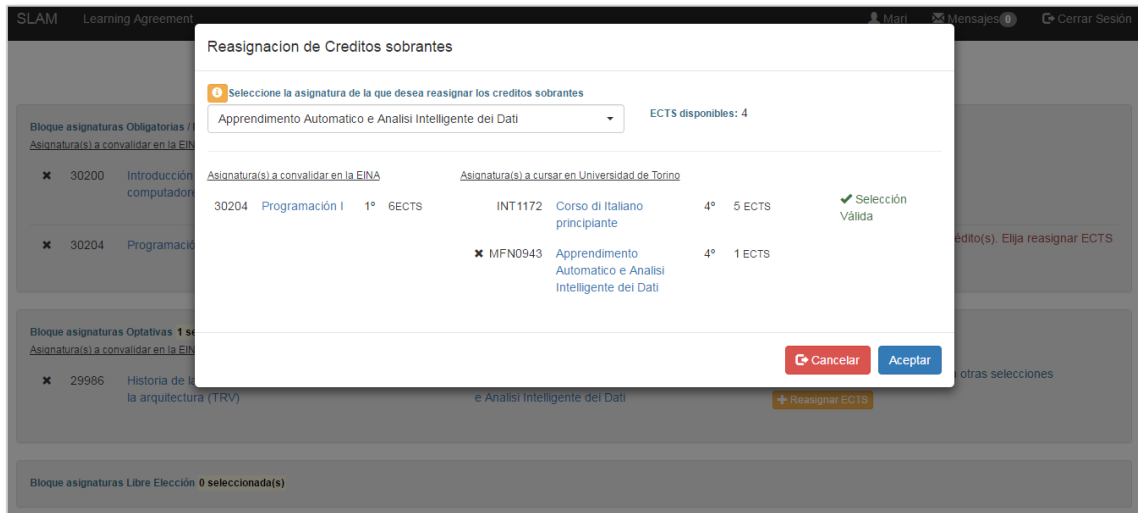 SLAM Learning Agreement Mari Mensajes 0 Cerrar Sesión
Reasignacion de Creditos sobrantes
Seleccione la asignatura de la que desea reasignar los creditos sobrantes
Apprendimento Automatico e Analisi Intelligente dei Dati
ECTS disponibles: 4
Asignatura(s) a convalidar en la EINA
Asignatura(s) a cursar en Universidad de Torino
30204 Programación I 1º 6ECTS
INT1172 Corso di Italiano 4º 5 ECTS
principiante
✔ Selección
Válida
✖ MFN0943 Apprendimento 4º 1 ECTS
Automatico e Analisi
Intelligente dei Dati
Cancelar
Aceptar
Bloque asignaturas Obligatorias /
Asignatura(s) a convalidar en la EIN
✖ 30200 Introducción
computadore
✖ 30204 Programació
édito(s). Elija reasignar ECTS
Bloque asignaturas Optativas 1 se
Asignatura(s) a convalidar en la EIN
✖ 29986 Historia de la
la arquitectura (TRV)
e Analisi Intelligente dei Dati
otras selecciones
+ Reasignar ECTS
Bloque asignaturas Libre Elección 0 seleccionada(s)